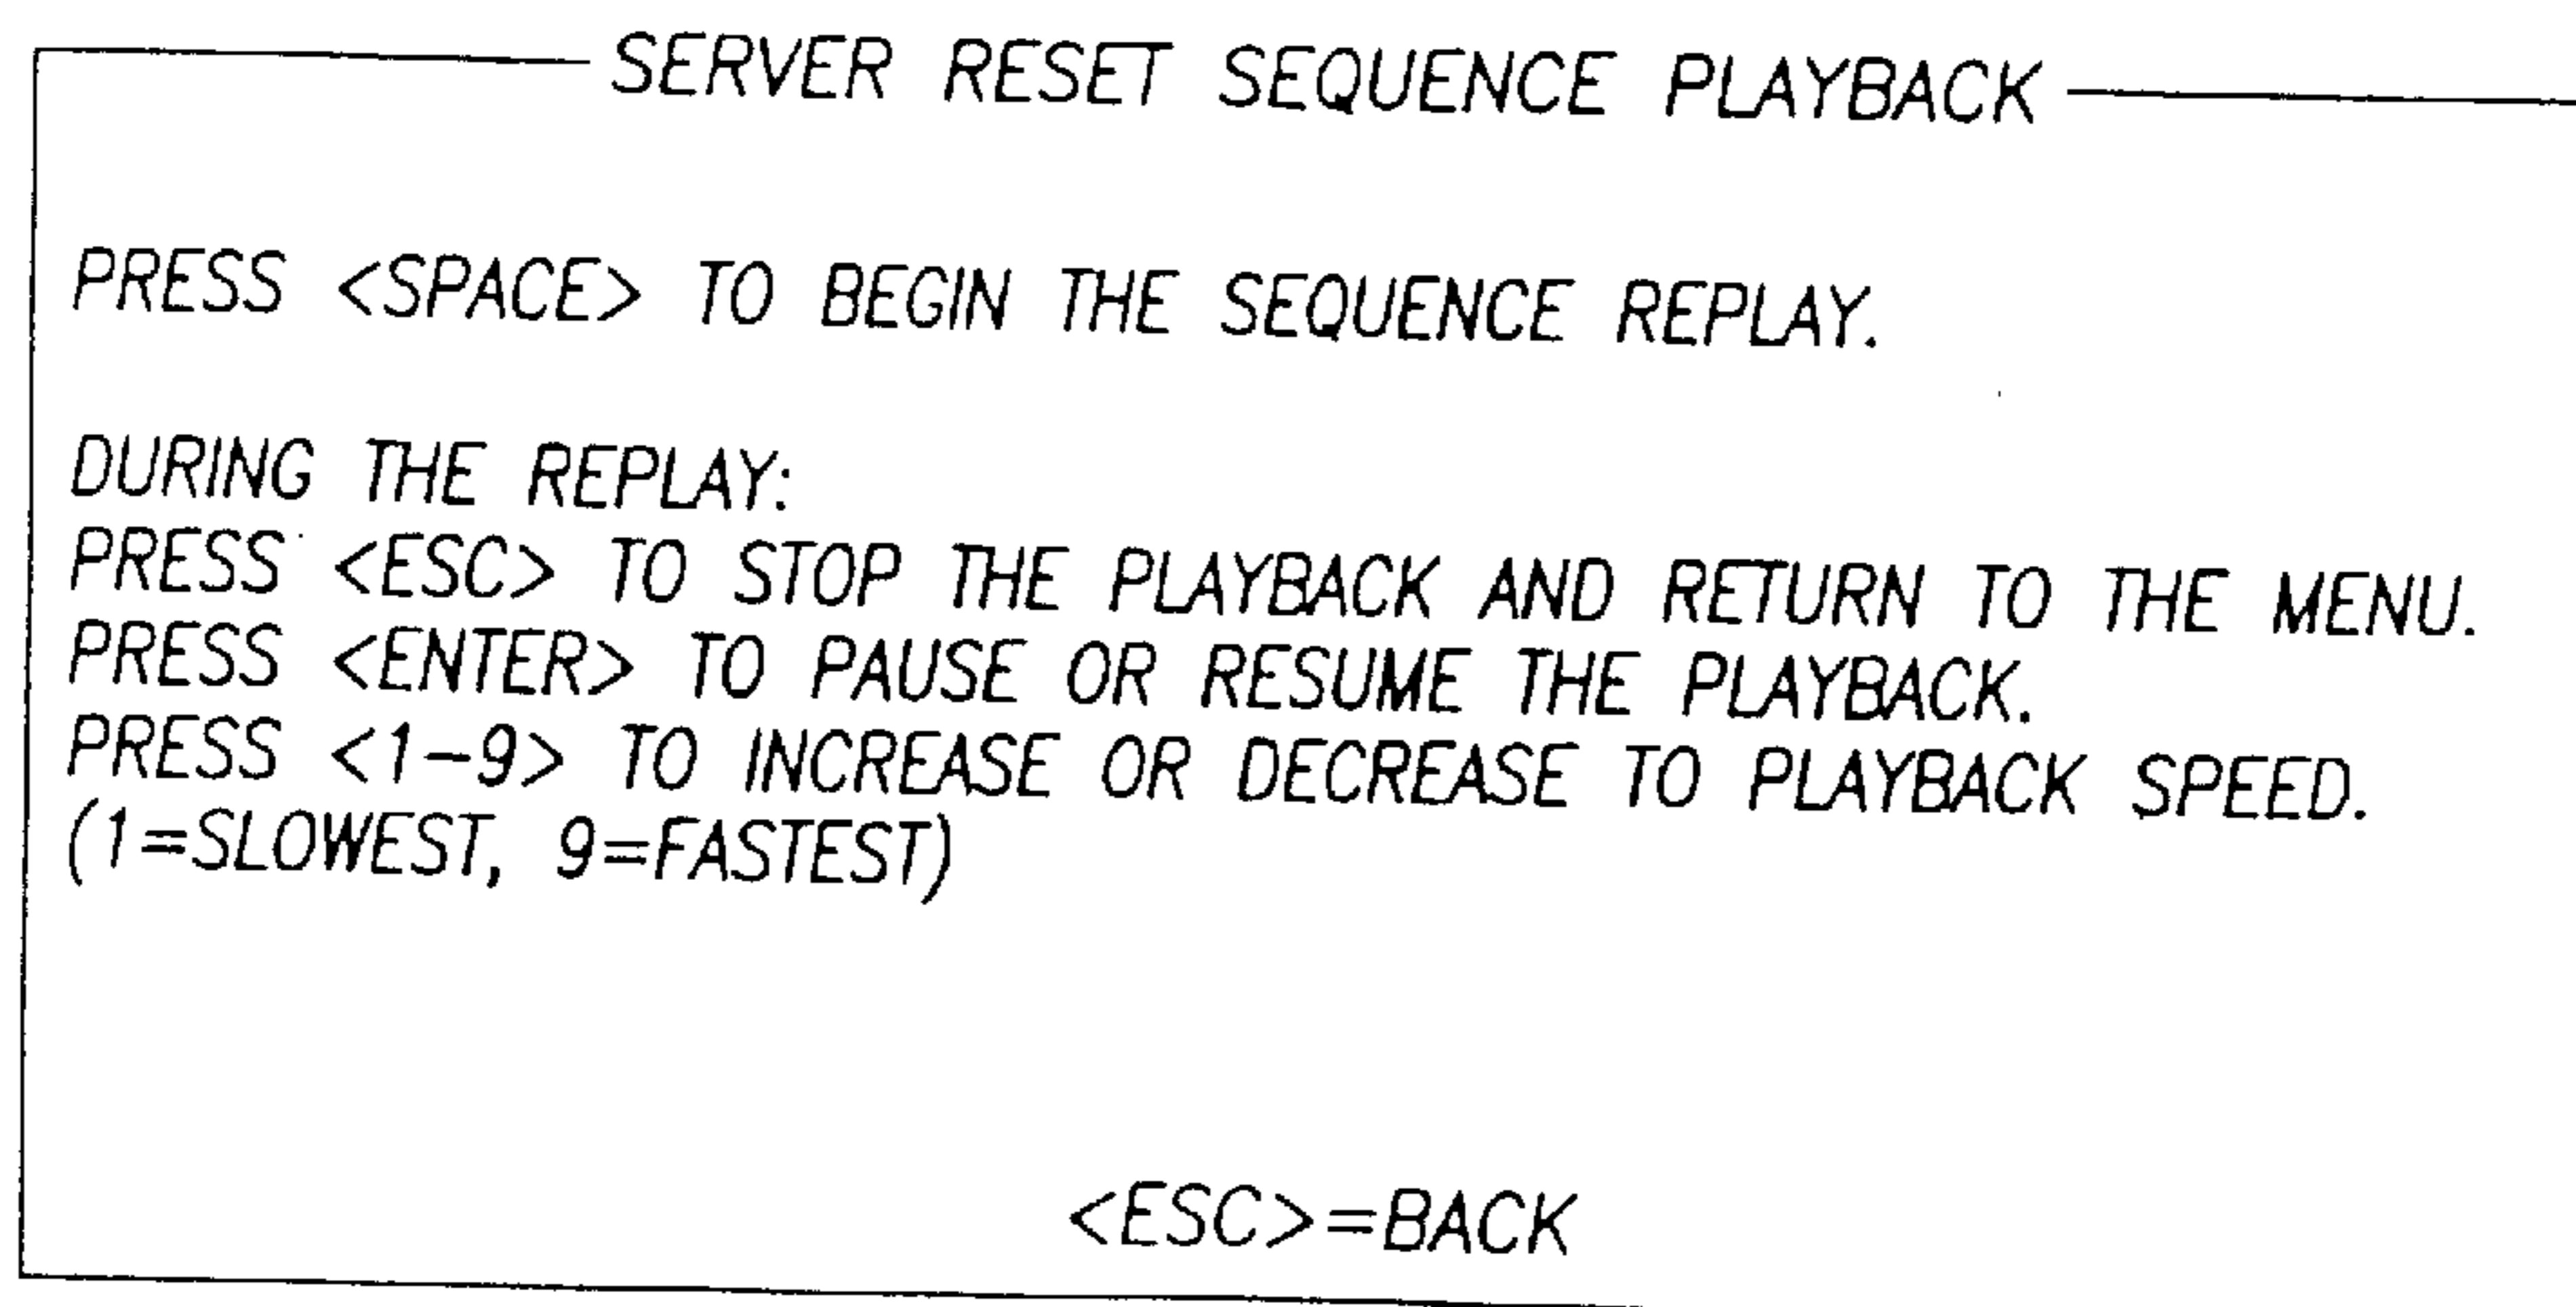 SERVER RESET SEQUENCE PLAYBACK
PRESS <SPACE> TO BEGIN THE SEQUENCE REPLAY.
DURING THE REPLAY:
PRESS <ESC> TO STOP THE PLAYBACK AND RETURN TO THE MENU.
PRESS <ENTER> TO PAUSE OR RESUME THE PLAYBACK.
PRESS <1-9> TO INCREASE OR DECREASE TO PLAYBACK SPEED.
(1=SLOWEST, 9=FASTEST)
<ESC>=BACK